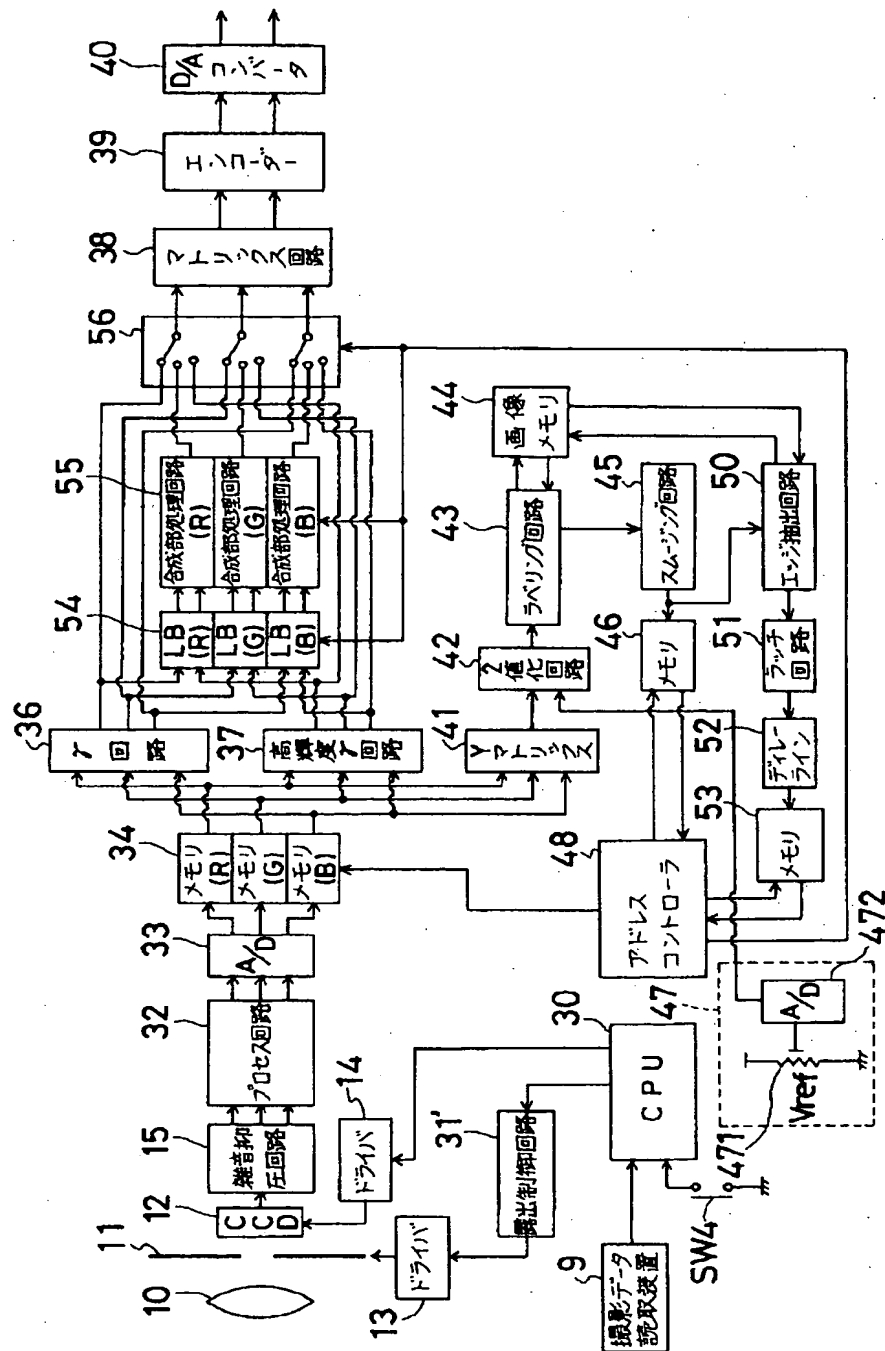 10
11
12
CCD
15
雑音抑圧回路
32
プロセス回路
33
A/D
34
メモリ(R)
メモリ(G)
メモリ(B)
36
γ回路
37
高輝度γ回路
54
LB(R)
LB(G)
LB(B)
55
合成部処理回路(R)
合成部処理回路(G)
合成部処理回路(B)
56
38
マトリックス回路
39
エンコーダー
40
D/Aコンバータ
41
Yマトリックス
42
2値化回路
43
ラベリング回路
44
画像メモリ
45
スムージング回路
46
メモリ
50
エッジ抽出回路
51
ラッチ回路
52
ディレーライン
53
メモリ
48
アドレスコントローラ
13
ドライバ
14
ドライバ
31'
露出制御回路
30
CPU
9
撮影データ読取装置
SW4
47
471
Vref
A/D
472